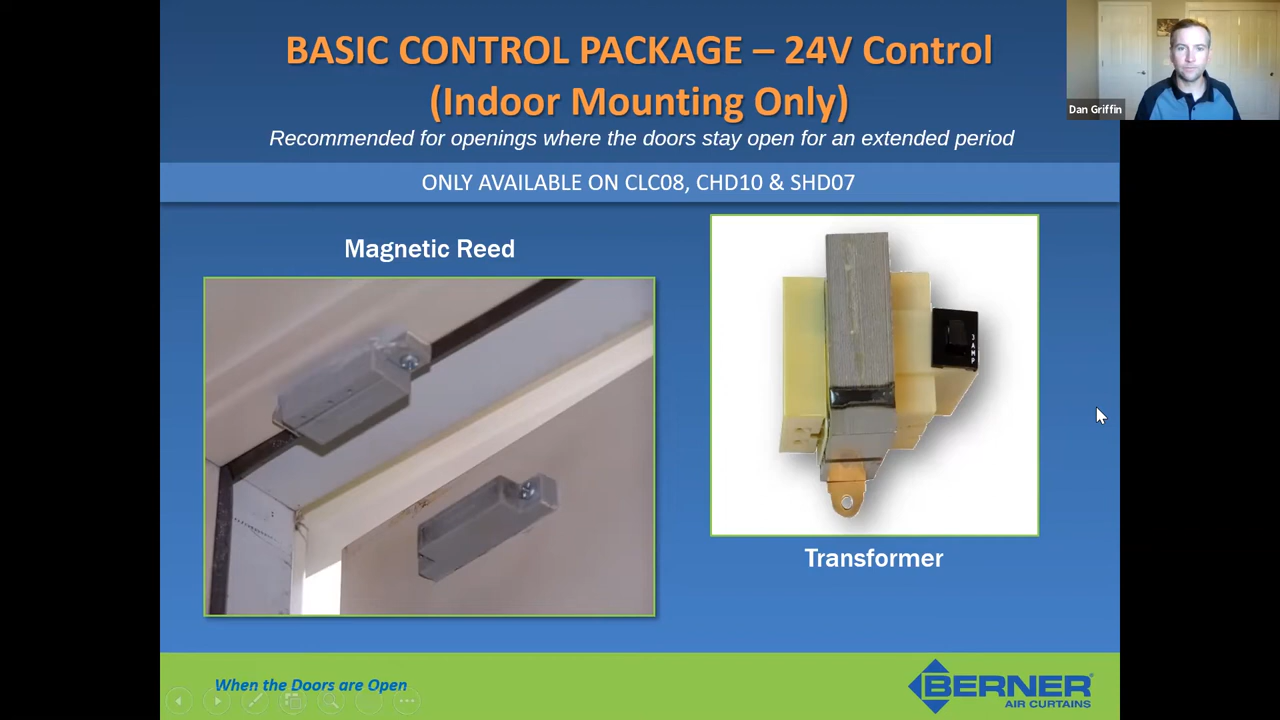 BASIC CONTROL PACKAGE – 24V Control
(Indoor Mounting Only)
Recommended for openings where the doors stay open for an extended period
ONLY AVAILABLE ON CLC08, CHD10 & SHD07
Dan Griffin
Magnetic Reed
3 AMP
Transformer
When the Doors are Open
BERNER®
AIR CURTAINS